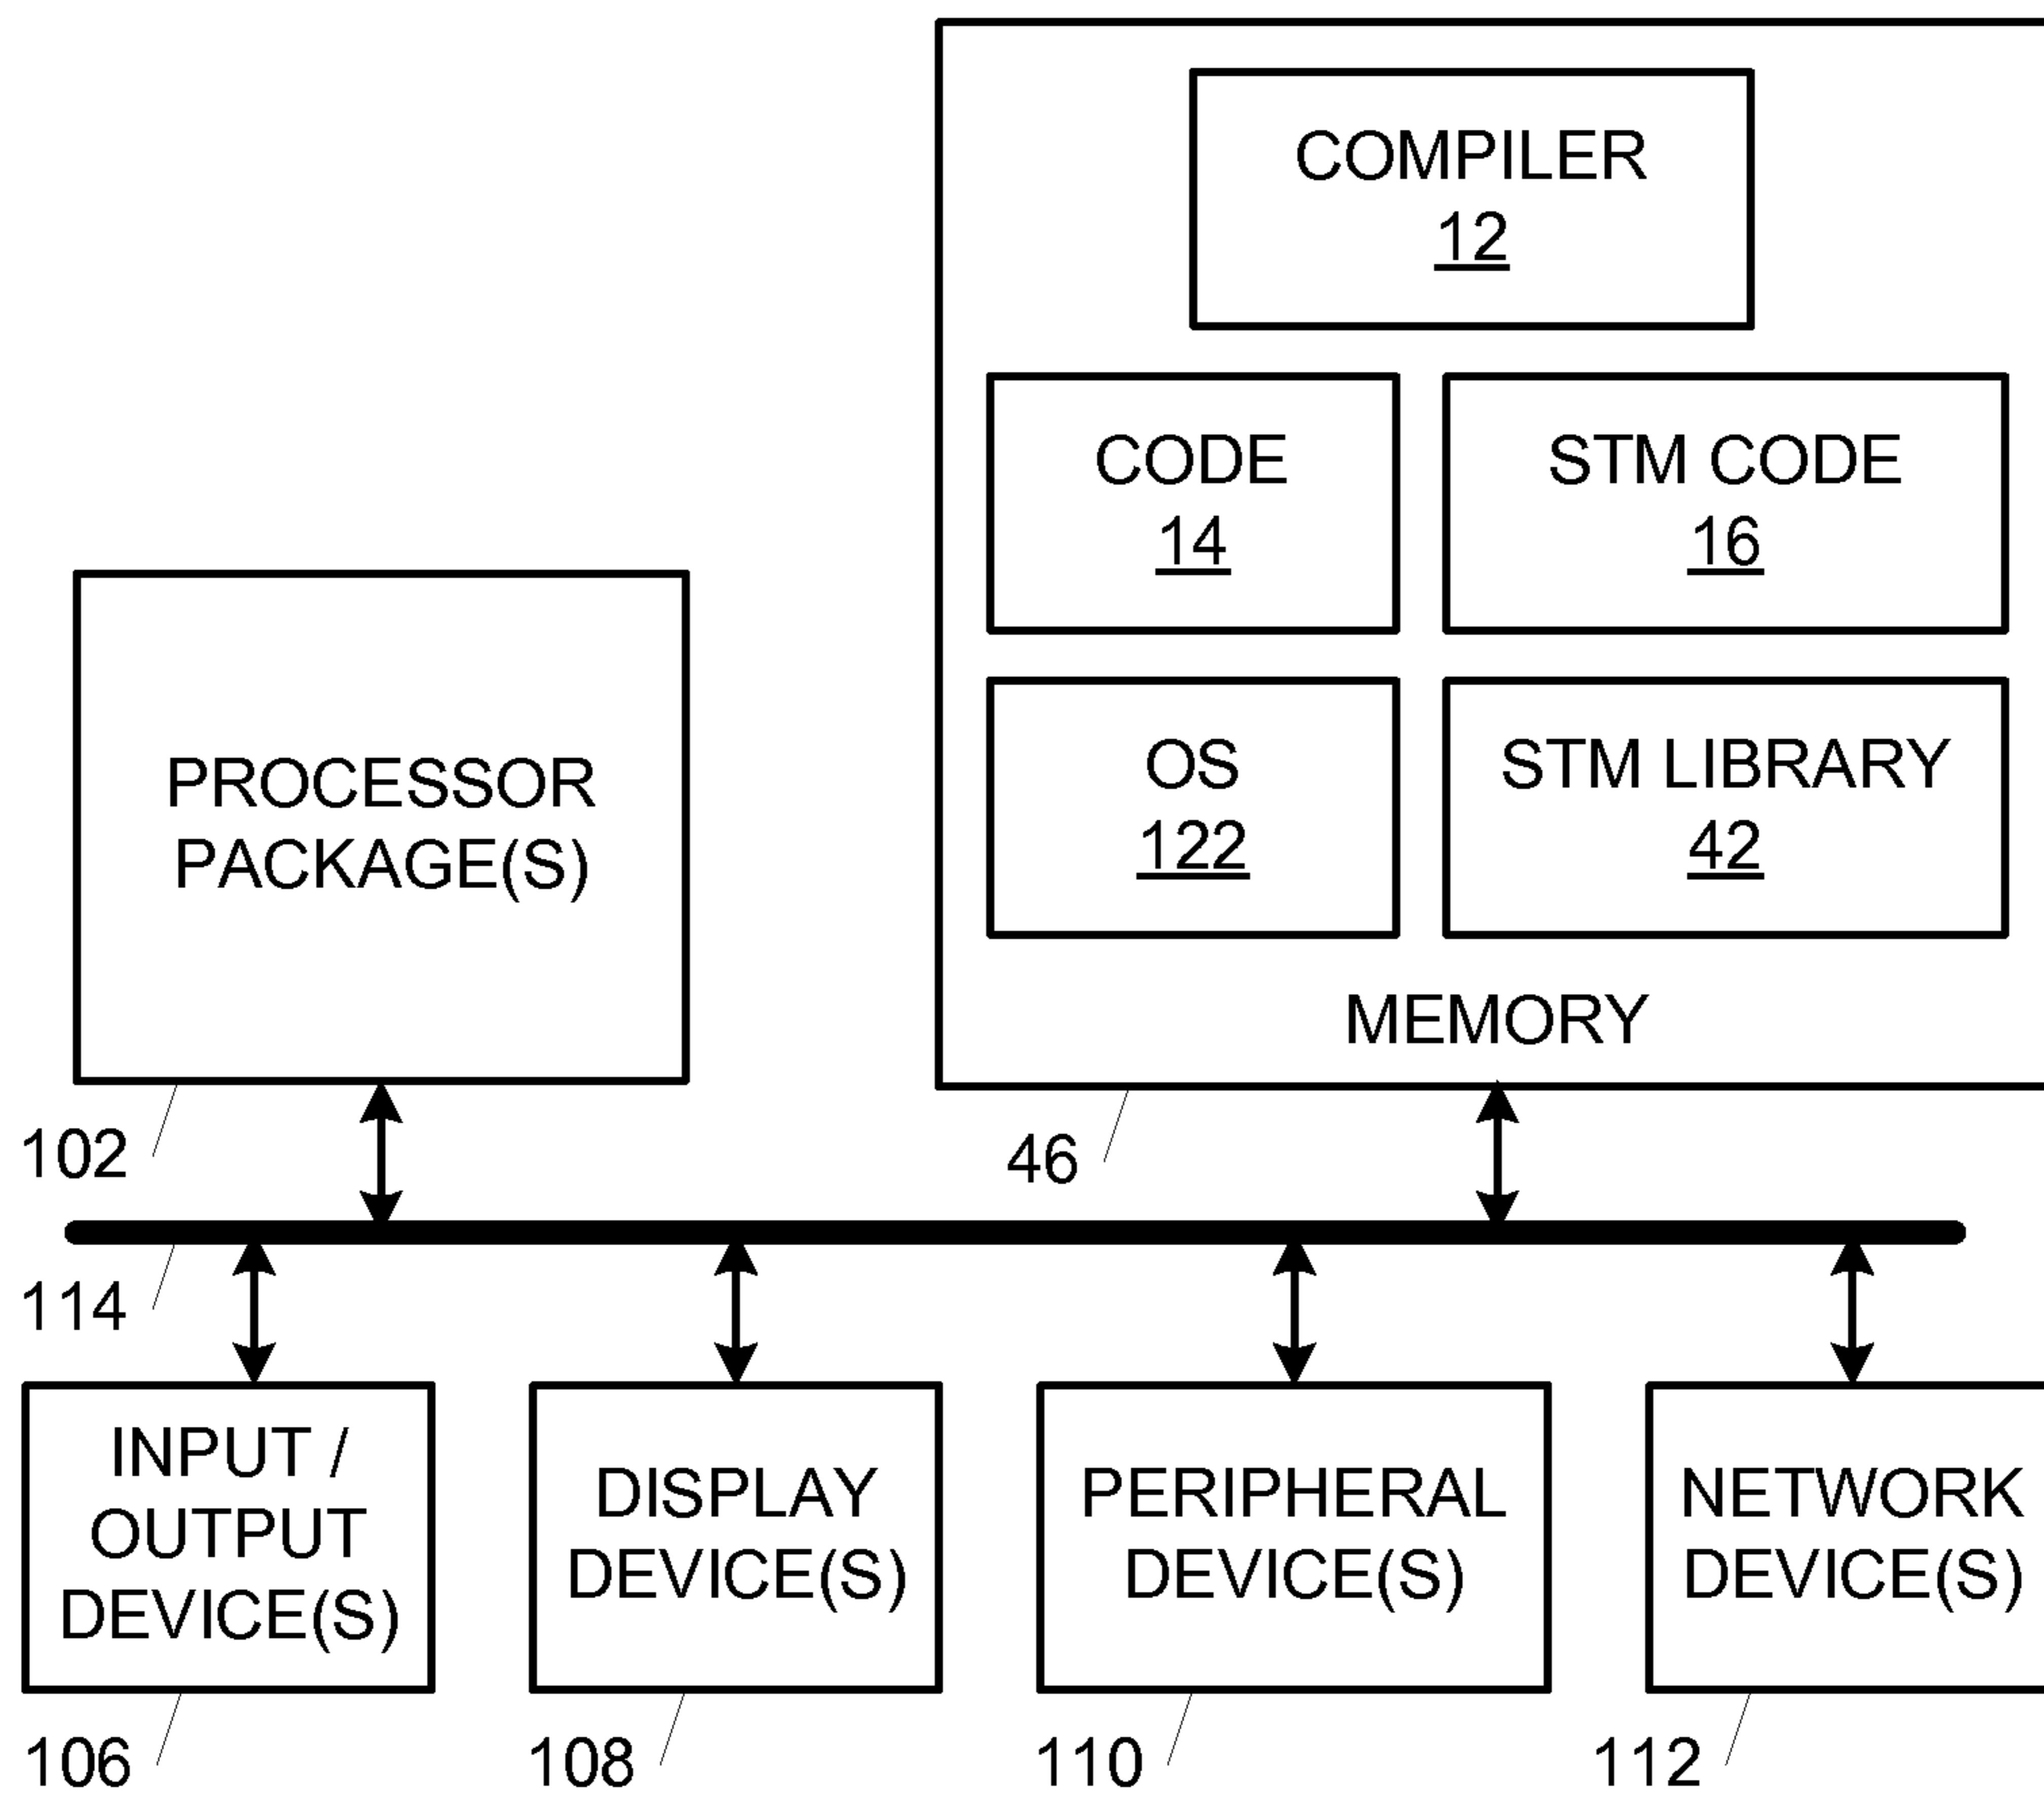 COMPILER
12
CODE
14
STM CODE
16
OS
122
STM LIBRARY
42
MEMORY
46
PROCESSOR
PACKAGE(S)
102
114
INPUT /
OUTPUT
DEVICE(S)
106
DISPLAY
DEVICE(S)
108
PERIPHERAL
DEVICE(S)
110
NETWORK
DEVICE(S)
112